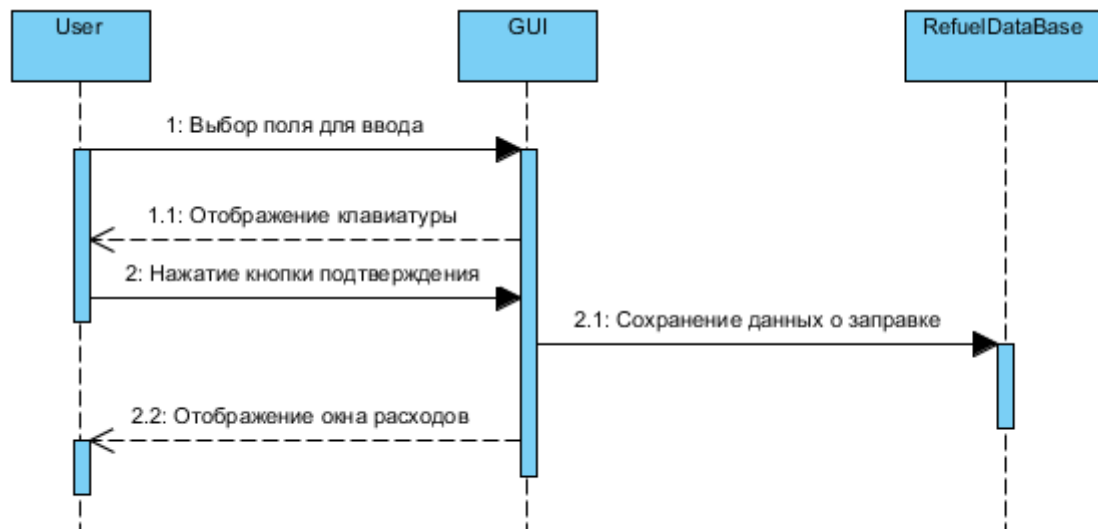 User
GUI
RefuelDataBase
1: Выбор поля для ввода
1.1: Отображение клавиатуры
2: Нажатие кнопки подтверждения
2.1: Сохранение данных о заправке
2.2: Отображение окна расходов